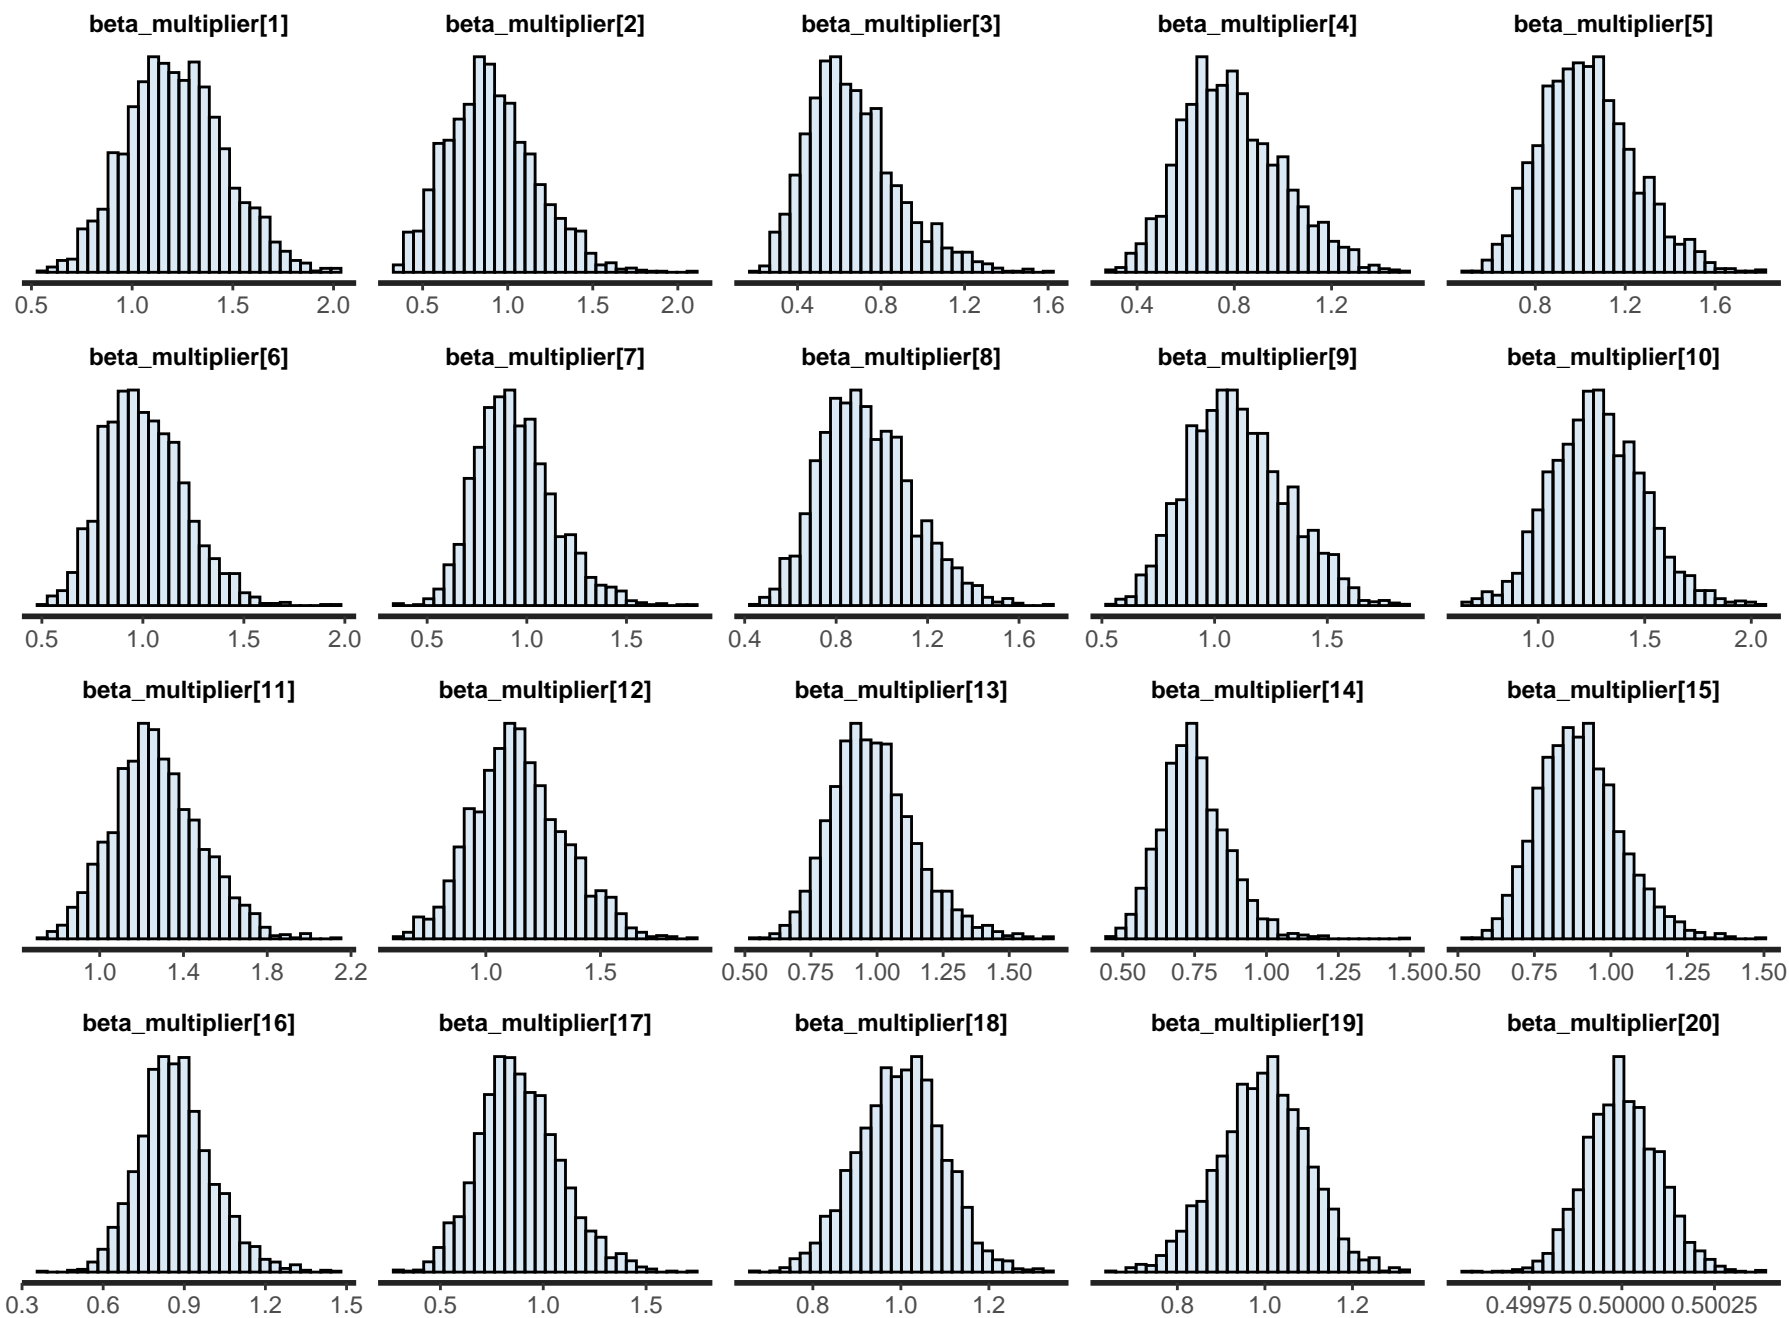 beta_multiplier[1] beta_multiplier[2] beta_multiplier[3] beta_multiplier[4] beta_multiplier[5]
0.5 1.0 1.5 2.0 0.5 1.0 1.5 2.0 0.4 0.8 1.2 1.6 0.4 0.8 1.2 0.8 1.2 1.6
beta_multiplier[6] beta_multiplier[7] beta_multiplier[8] beta_multiplier[9] beta_multiplier[10]
0.5 1.0 1.5 2.0 0.5 1.0 1.5 0.4 0.8 1.2 1.6 0.5 1.0 1.5 1.0 1.5 2.0
beta_multiplier[11] beta_multiplier[12] beta_multiplier[13] beta_multiplier[14] beta_multiplier[15]
1.0 1.4 1.8 2.2 1.0 1.5 0.50 0.75 1.00 1.25 1.50 0.50 0.75 1.00 1.25 1.50 0.50 0.75 1.00 1.25 1.50
beta_multiplier[16] beta_multiplier[17] beta_multiplier[18] beta_multiplier[19] beta_multiplier[20]
0.3 0.6 0.9 1.2 1.5 0.5 1.0 1.5 0.8 1.0 1.2 0.8 1.0 1.2 0.49975 0.50000 0.50025